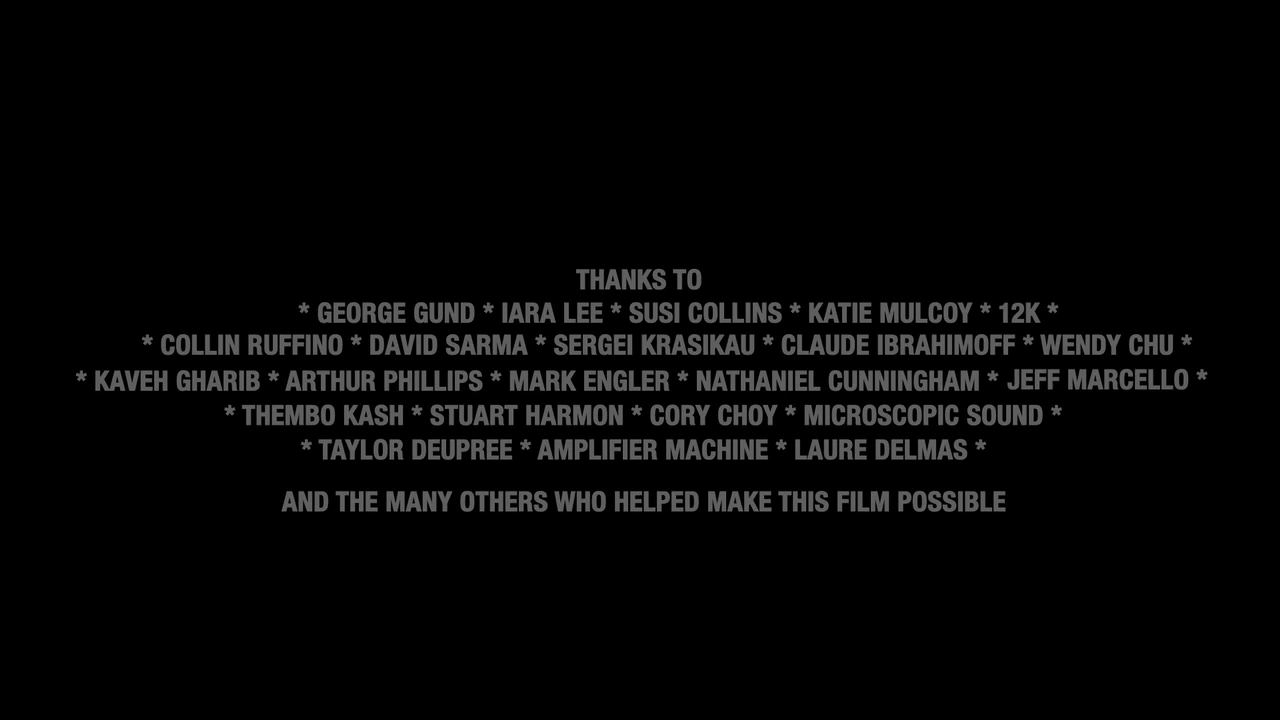 THANKS TO
* GEORGE GUND * IARA LEE * SUSI COLLINS * KATIE MULCOY * 12K *
* COLLIN RUFFINO * DAVID SARMA * SERGEI KRASIKAU * CLAUDE IBRAHIMOFF * WENDY CHU *
* KAVEH GHARIB * ARTHUR PHILLIPS * MARK ENGLER * NATHANIEL CUNNINGHAM * JEFF MARCELLO *
* THEMBO KASH * STUART HARMON * CORY CHOY * MICROSCOPIC SOUND *
* TAYLOR DEUPREE * AMPLIFIER MACHINE * LAURE DELMAS *
AND THE MANY OTHERS WHO HELPED MAKE THIS FILM POSSIBLE